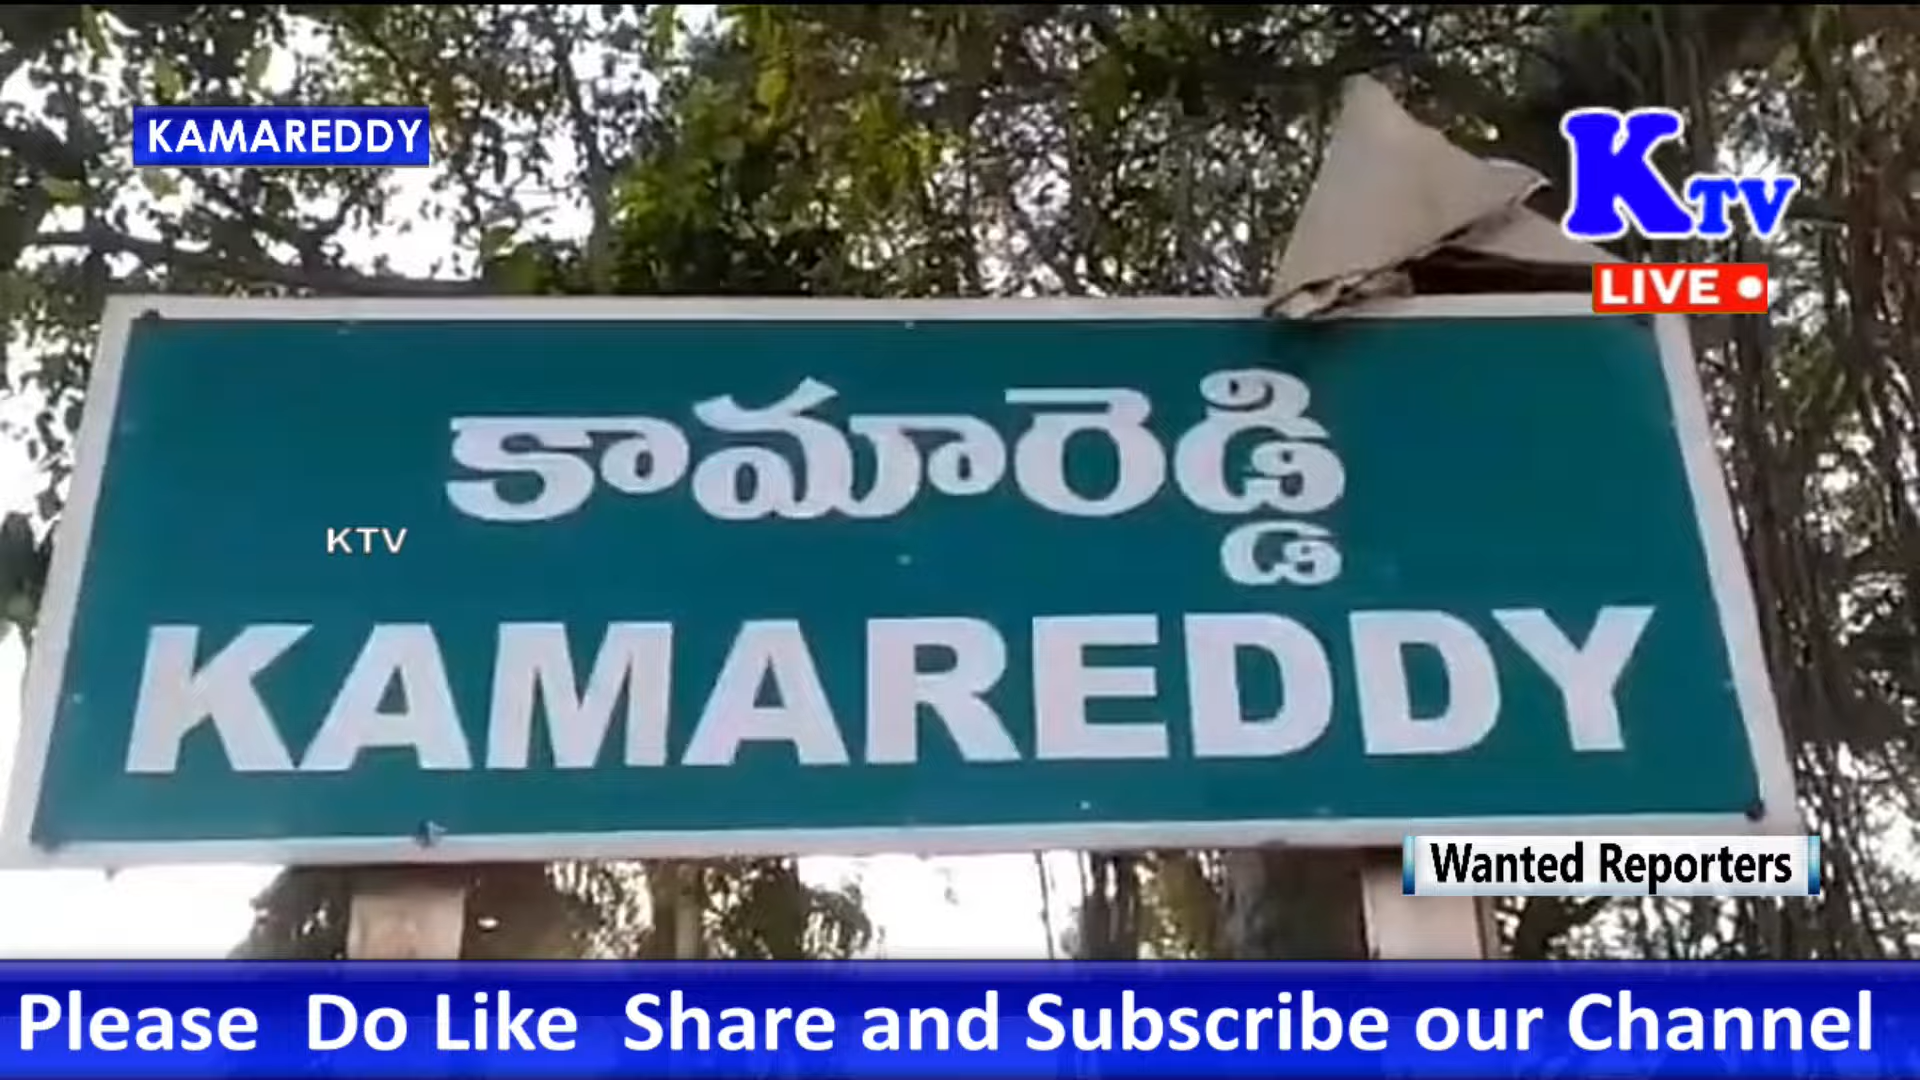 KAMAREDDY
KTV
LIVE
కామారెడ్డి
KTV
KAMAREDDY
Wanted Reporters
Please Do Like Share and Subscribe our Channel